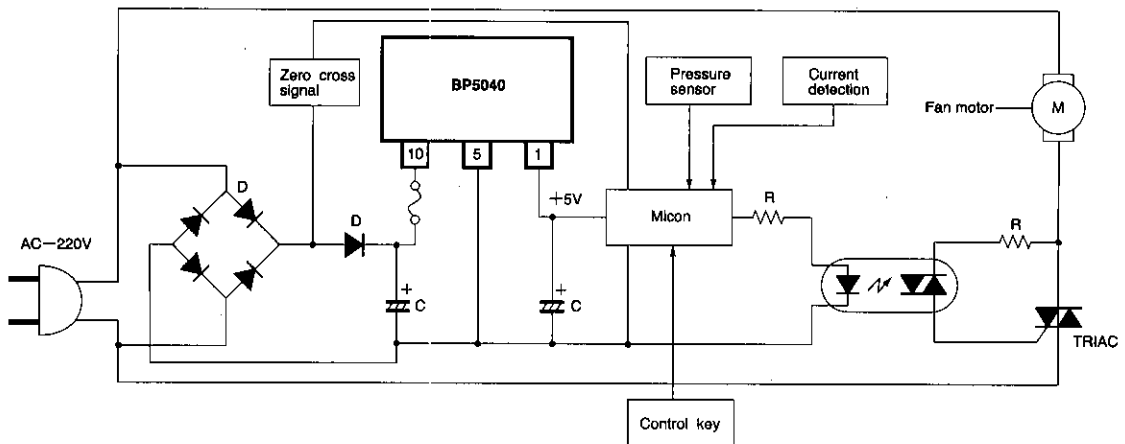 Zero cross
signal
BP5040
10
5
1
Pressure
sensor
Current
detection
Fan motor
M
D
D
+5V
Micon
R
R
AC-220V
+
C
+
C
TRIAC
Control key